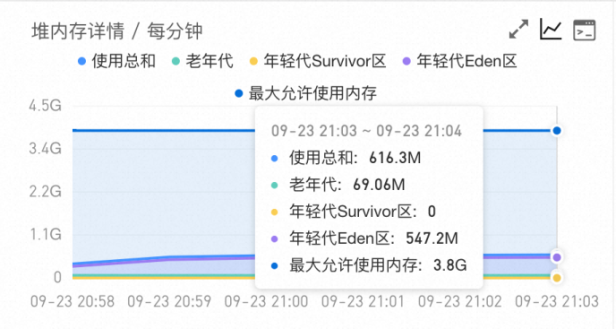 堆内存详情 / 每分钟
使用总和 老年代 年轻代Survivor区 年轻代Eden区
最大允许使用内存
4.5G
3.4G
2.2G
1.1G
0
09-23 21:03 ~ 09-23 21:04
使用总和: 616.3M
老年代: 69.06M
年轻代Survivor区: 0
年轻代Eden区: 547.2M
最大允许使用内存: 3.8G
09-23 20:58 09-23 20:59 09-23 21:00 09-23 21:01 09-23 21:02 09-23 21:03